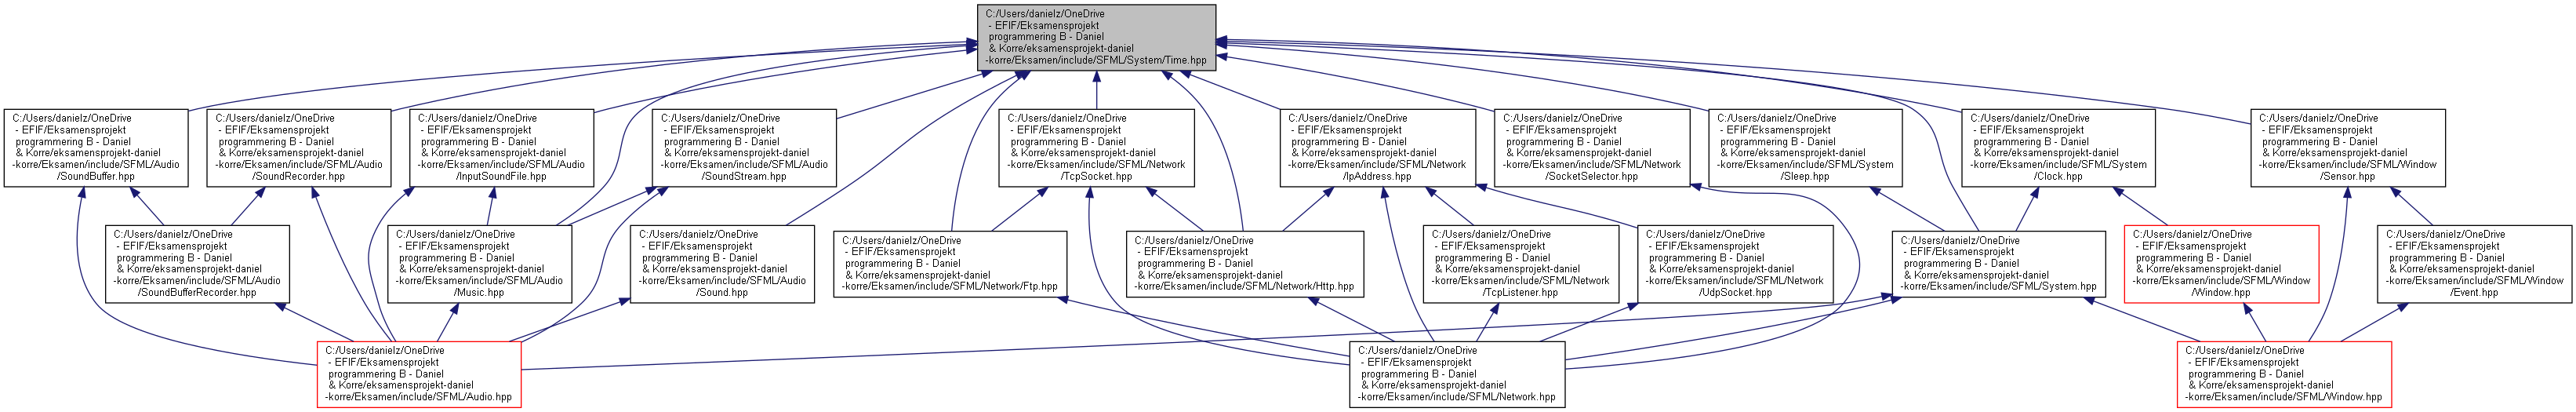 C:/Users/danielz/OneDrive
- EFIF/Eksamensprojekt
programmering B - Daniel
& Korre/eksamensprojekt-daniel
-korre/Eksamen/include/SFML/System/Time.hpp
C:/Users/danielz/OneDrive
- EFIF/Eksamensprojekt
programmering B - Daniel
& Korre/eksamensprojekt-daniel
-korre/Eksamen/include/SFML/Audio
/SoundBuffer.hpp
C:/Users/danielz/OneDrive
- EFIF/Eksamensprojekt
programmering B - Daniel
& Korre/eksamensprojekt-daniel
-korre/Eksamen/include/SFML/Audio
/SoundRecorder.hpp
C:/Users/danielz/OneDrive
- EFIF/Eksamensprojekt
programmering B - Daniel
& Korre/eksamensprojekt-daniel
-korre/Eksamen/include/SFML/Audio
/InputSoundFile.hpp
C:/Users/danielz/OneDrive
- EFIF/Eksamensprojekt
programmering B - Daniel
& Korre/eksamensprojekt-daniel
-korre/Eksamen/include/SFML/Audio
/SoundStream.hpp
C:/Users/danielz/OneDrive
- EFIF/Eksamensprojekt
programmering B - Daniel
& Korre/eksamensprojekt-daniel
-korre/Eksamen/include/SFML/Network
/TcpSocket.hpp
C:/Users/danielz/OneDrive
- EFIF/Eksamensprojekt
programmering B - Daniel
& Korre/eksamensprojekt-daniel
-korre/Eksamen/include/SFML/Network
/IpAddress.hpp
C:/Users/danielz/OneDrive
- EFIF/Eksamensprojekt
programmering B - Daniel
& Korre/eksamensprojekt-daniel
-korre/Eksamen/include/SFML/Network
/SocketSelector.hpp
C:/Users/danielz/OneDrive
- EFIF/Eksamensprojekt
programmering B - Daniel
& Korre/eksamensprojekt-daniel
-korre/Eksamen/include/SFML/System
/Sleep.hpp
C:/Users/danielz/OneDrive
- EFIF/Eksamensprojekt
programmering B - Daniel
& Korre/eksamensprojekt-daniel
-korre/Eksamen/include/SFML/System
/Clock.hpp
C:/Users/danielz/OneDrive
- EFIF/Eksamensprojekt
programmering B - Daniel
& Korre/eksamensprojekt-daniel
-korre/Eksamen/include/SFML/Window
/Sensor.hpp
C:/Users/danielz/OneDrive
- EFIF/Eksamensprojekt
programmering B - Daniel
& Korre/eksamensprojekt-daniel
-korre/Eksamen/include/SFML/Audio
/SoundBufferRecorder.hpp
C:/Users/danielz/OneDrive
- EFIF/Eksamensprojekt
programmering B - Daniel
& Korre/eksamensprojekt-daniel
-korre/Eksamen/include/SFML/Audio
/Music.hpp
C:/Users/danielz/OneDrive
- EFIF/Eksamensprojekt
programmering B - Daniel
& Korre/eksamensprojekt-daniel
-korre/Eksamen/include/SFML/Audio
/Sound.hpp
C:/Users/danielz/OneDrive
- EFIF/Eksamensprojekt
programmering B - Daniel
& Korre/eksamensprojekt-daniel
-korre/Eksamen/include/SFML/Network/Ftp.hpp
C:/Users/danielz/OneDrive
- EFIF/Eksamensprojekt
programmering B - Daniel
& Korre/eksamensprojekt-daniel
-korre/Eksamen/include/SFML/Network/Http.hpp
C:/Users/danielz/OneDrive
- EFIF/Eksamensprojekt
programmering B - Daniel
& Korre/eksamensprojekt-daniel
-korre/Eksamen/include/SFML/Network
/TcpListener.hpp
C:/Users/danielz/OneDrive
- EFIF/Eksamensprojekt
programmering B - Daniel
& Korre/eksamensprojekt-daniel
-korre/Eksamen/include/SFML/Network
/UdpSocket.hpp
C:/Users/danielz/OneDrive
- EFIF/Eksamensprojekt
programmering B - Daniel
& Korre/eksamensprojekt-daniel
-korre/Eksamen/include/SFML/System.hpp
C:/Users/danielz/OneDrive
- EFIF/Eksamensprojekt
programmering B - Daniel
& Korre/eksamensprojekt-daniel
-korre/Eksamen/include/SFML/Window
/Window.hpp
C:/Users/danielz/OneDrive
- EFIF/Eksamensprojekt
programmering B - Daniel
& Korre/eksamensprojekt-daniel
-korre/Eksamen/include/SFML/Window
/Event.hpp
C:/Users/danielz/OneDrive
- EFIF/Eksamensprojekt
programmering B - Daniel
& Korre/eksamensprojekt-daniel
-korre/Eksamen/include/SFML/Audio.hpp
C:/Users/danielz/OneDrive
- EFIF/Eksamensprojekt
programmering B - Daniel
& Korre/eksamensprojekt-daniel
-korre/Eksamen/include/SFML/Network.hpp
C:/Users/danielz/OneDrive
- EFIF/Eksamensprojekt
programmering B - Daniel
& Korre/eksamensprojekt-daniel
-korre/Eksamen/include/SFML/Window.hpp